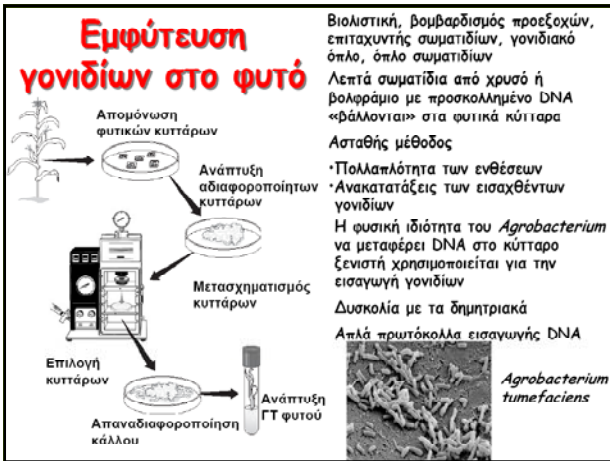 Εμφύτευση
γονιδίων στο φυτό
Απομόνωση
φυτικών κυττάρων
Ανάπτυξη
αδιαφοροποίητων
κυττάρων
Μετασχηματισμός
κυττάρων
Επιλογή
κυττάρων
Απαναδιαφοροποίηση
κάλλου
Ανάπτυξη
ΓΤ φυτού
Βιολιστική, βομβαρδισμός προεξοχών,
επιταχυντής σωματιδίων, γονιδιακό
όπλο, όπλο σωματιδίων
Λεπτά σωματίδια από χρυσό ή
βολφράμιο με προσκολλημένο DNA
«βάλλονται» στα φυτικά κύτταρα
Ασταθής μέθοδος
•Πολλαπλότητα των ενθέσεων
•Ανακατατάξεις των εισαχθέντων
γονιδίων
Η φυσική ιδιότητα του Agrobacterium
να μεταφέρει DNA στο κύτταρο
ξενιστή χρησιμοποιείται για την
εισαγωγή γονιδίων
Δυσκολία με τα δημητριακά
Απλά πρωτόκολλα εισαγωγής DNA
Agrobacterium
tumefaciens